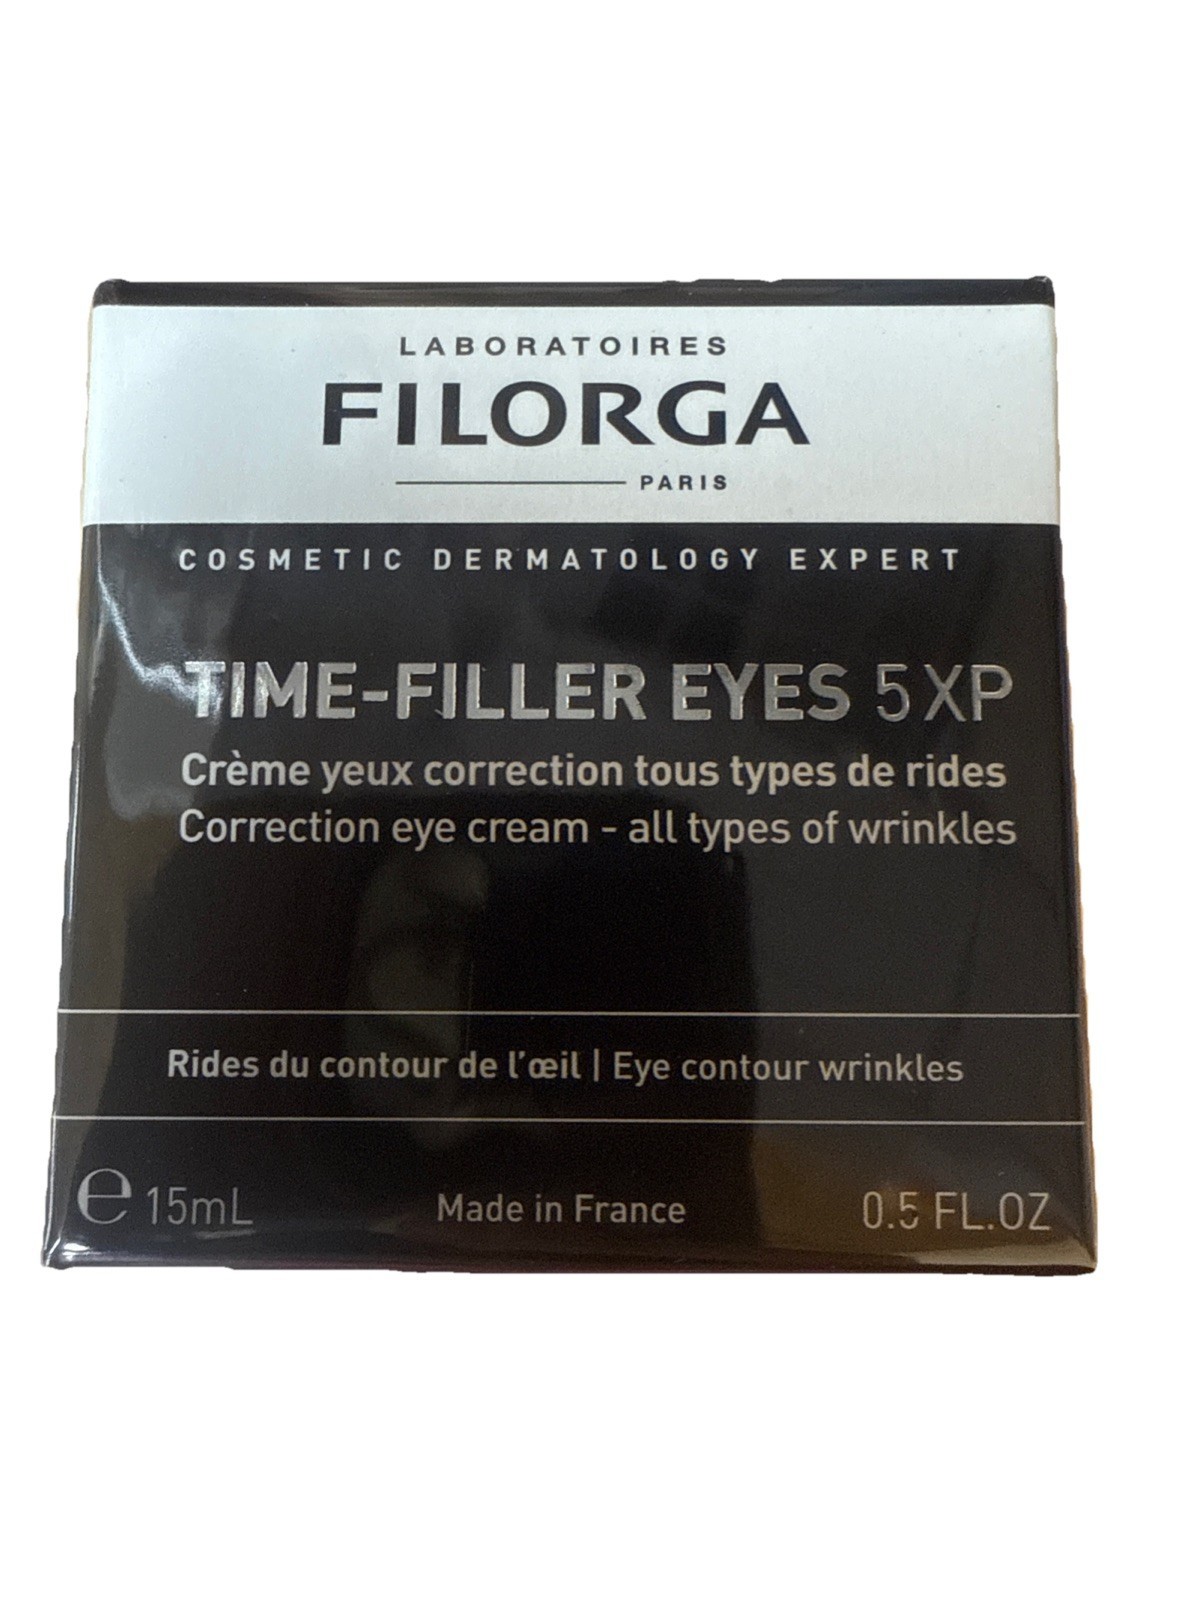 LABORATOIRES
FILORGA
PARIS
COSMETIC DERMATOLOGY EXPERT
TIME-FILLER EYES 5XP
Crème yeux correction tous types de rides
Correction eye cream - all types of wrinkles
Rides du contour de l'œil | Eye contour wrinkles
℮ 15mL Made in France 0.5 FL.OZ